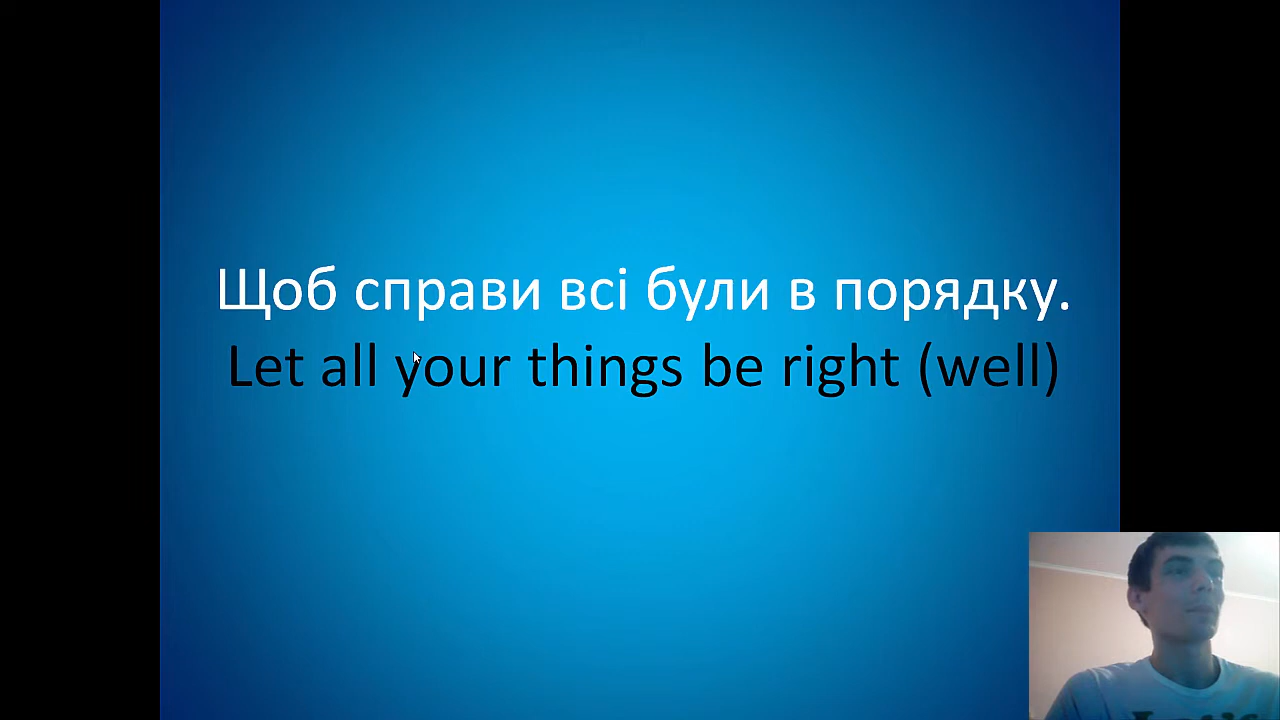 Щоб справи всі були в порядку.
Let all your things be right (well)